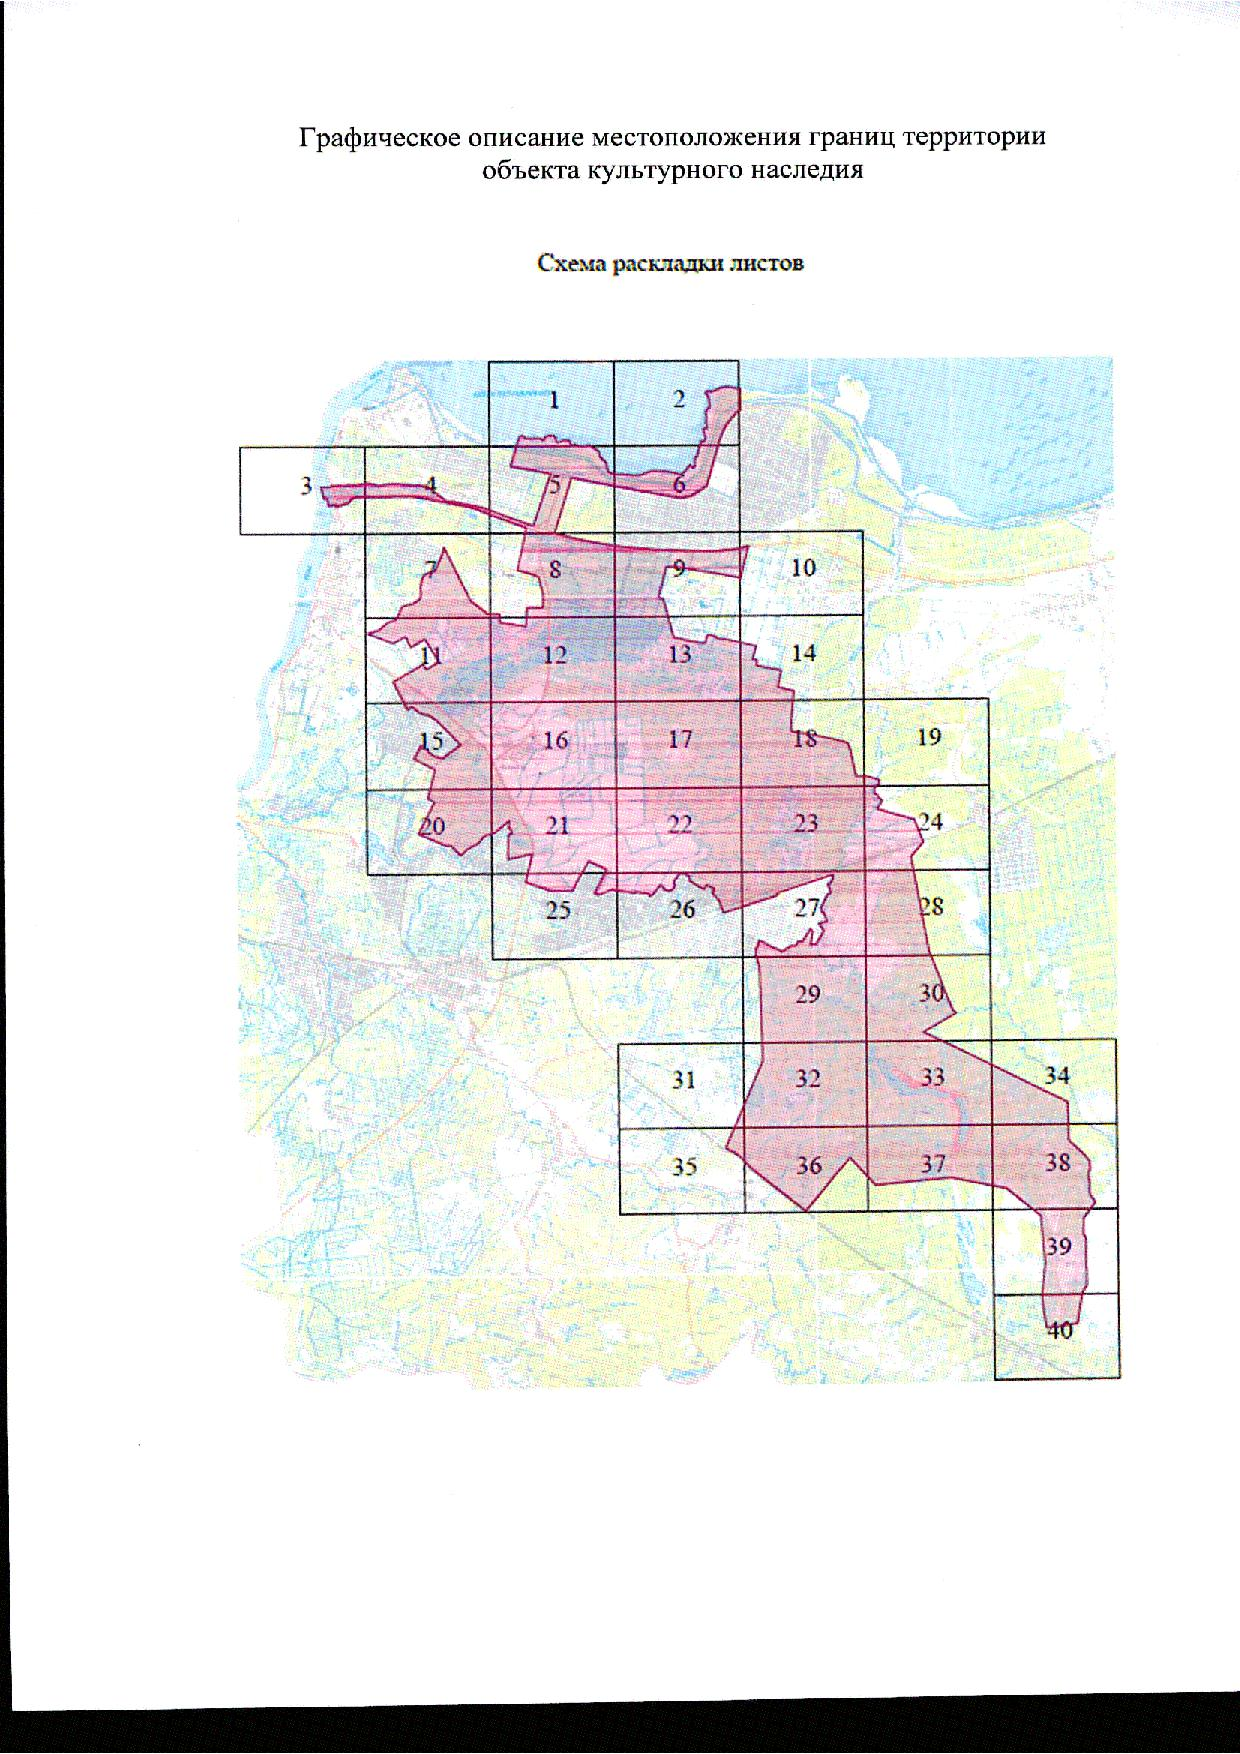 Графическое описание местоположения границ территории
объекта культурного наследия
Схема раскладки листов
1 2
3 4 5 6
7 8 9 10
11 12 13 14
15 16 17 18 19
20 21 22 23 24
25 26 27 28
29 30
31 32 33 34
35 36 37 38
39
40